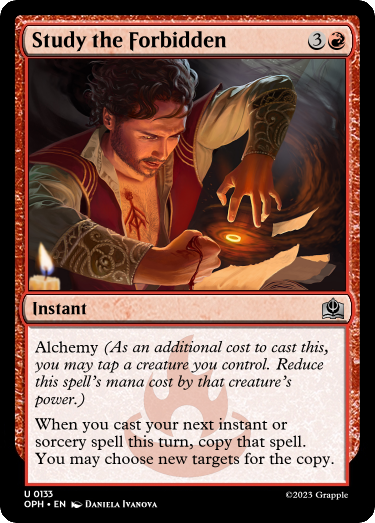 Study the Forbidden 3
Instant
Alchemy (As an additional cost to cast this,
you may tap a creature you control. Reduce
this spell's mana cost by that creature's
power.)
When you cast your next instant or
sorcery spell this turn, copy that spell.
You may choose new targets for the copy.
U 0133
OPH • EN Daniela Ivanova ©2023 Grapple